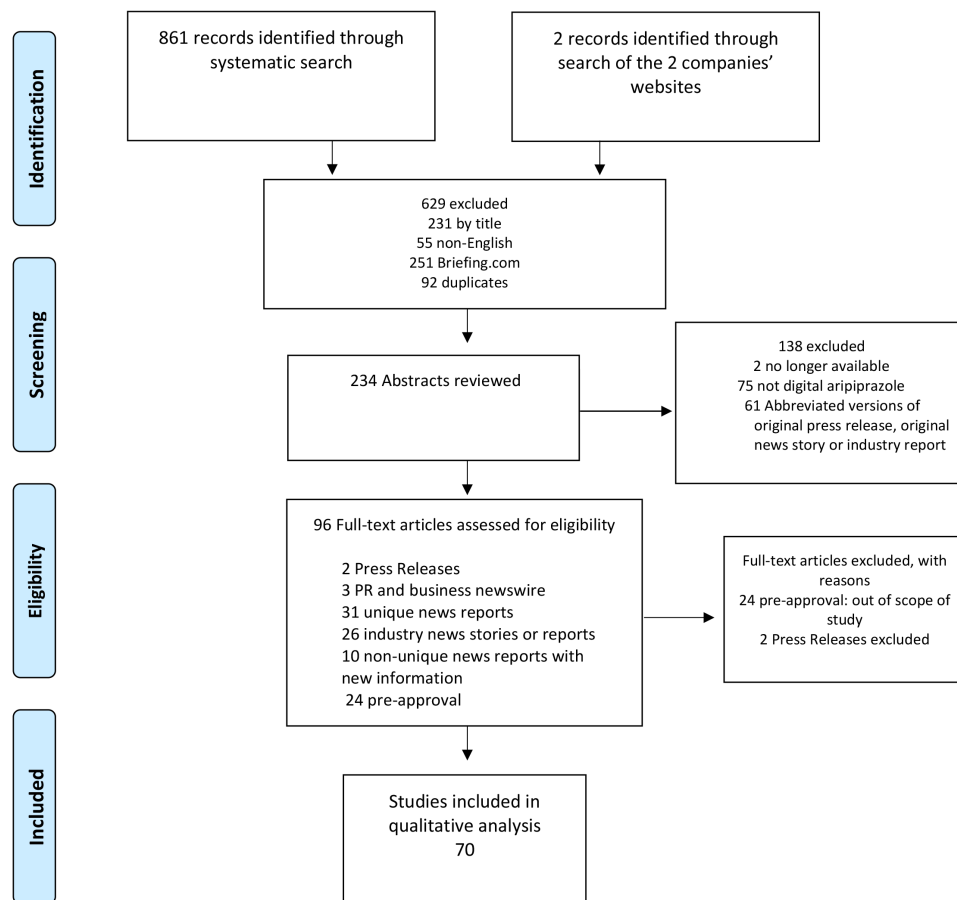 Identification
861 records identified through
systematic search
2 records identified through
search of the 2 companies’
websites
629 excluded
231 by title
55 non-English
251 Briefing.com
92 duplicates
Screening
234 Abstracts reviewed
138 excluded
2 no longer available
75 not digital aripiprazole
61 Abbreviated versions of
original press release, original
news story or industry report
Eligibility
96 Full-text articles assessed for eligibility
2 Press Releases
3 PR and business newswire
31 unique news reports
26 industry news stories or reports
10 non-unique news reports with
new information
24 pre-approval
Full-text articles excluded, with
reasons
24 pre-approval: out of scope of
study
2 Press Releases excluded
Included
Studies included in
qualitative analysis
70